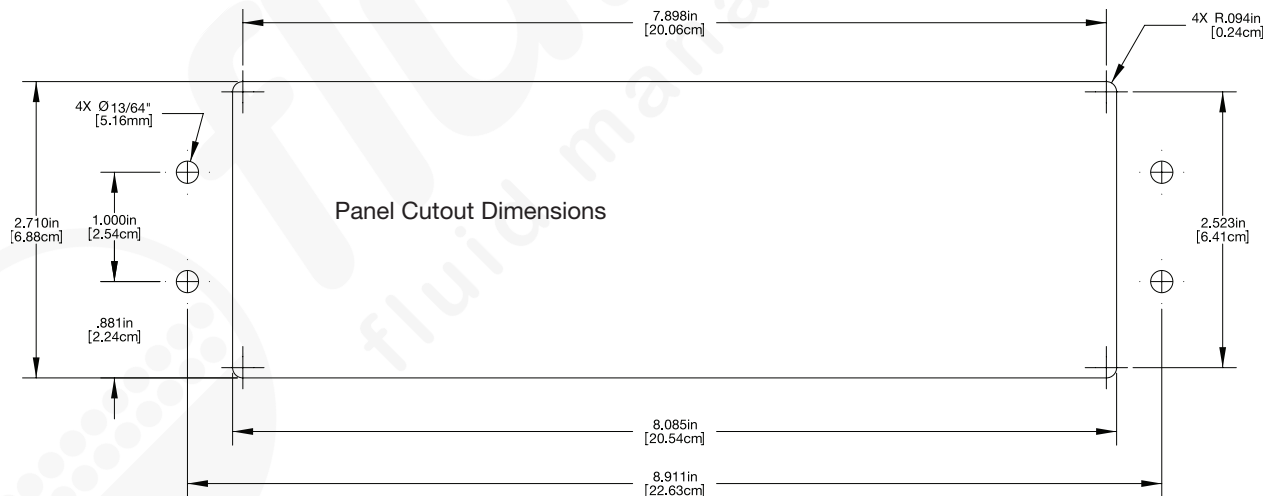 7.898in
[20.06cm]
4X R.094in
[0.24cm]
4X Ø13/64"
[5.16mm]
2.710in
[6.88cm]
1.000in
[2.54cm]
Panel Cutout Dimensions
2.523in
[6.41cm]
.881in
[2.24cm]
8.085in
[20.54cm]
8.911in
[22.63cm]
fluid mana